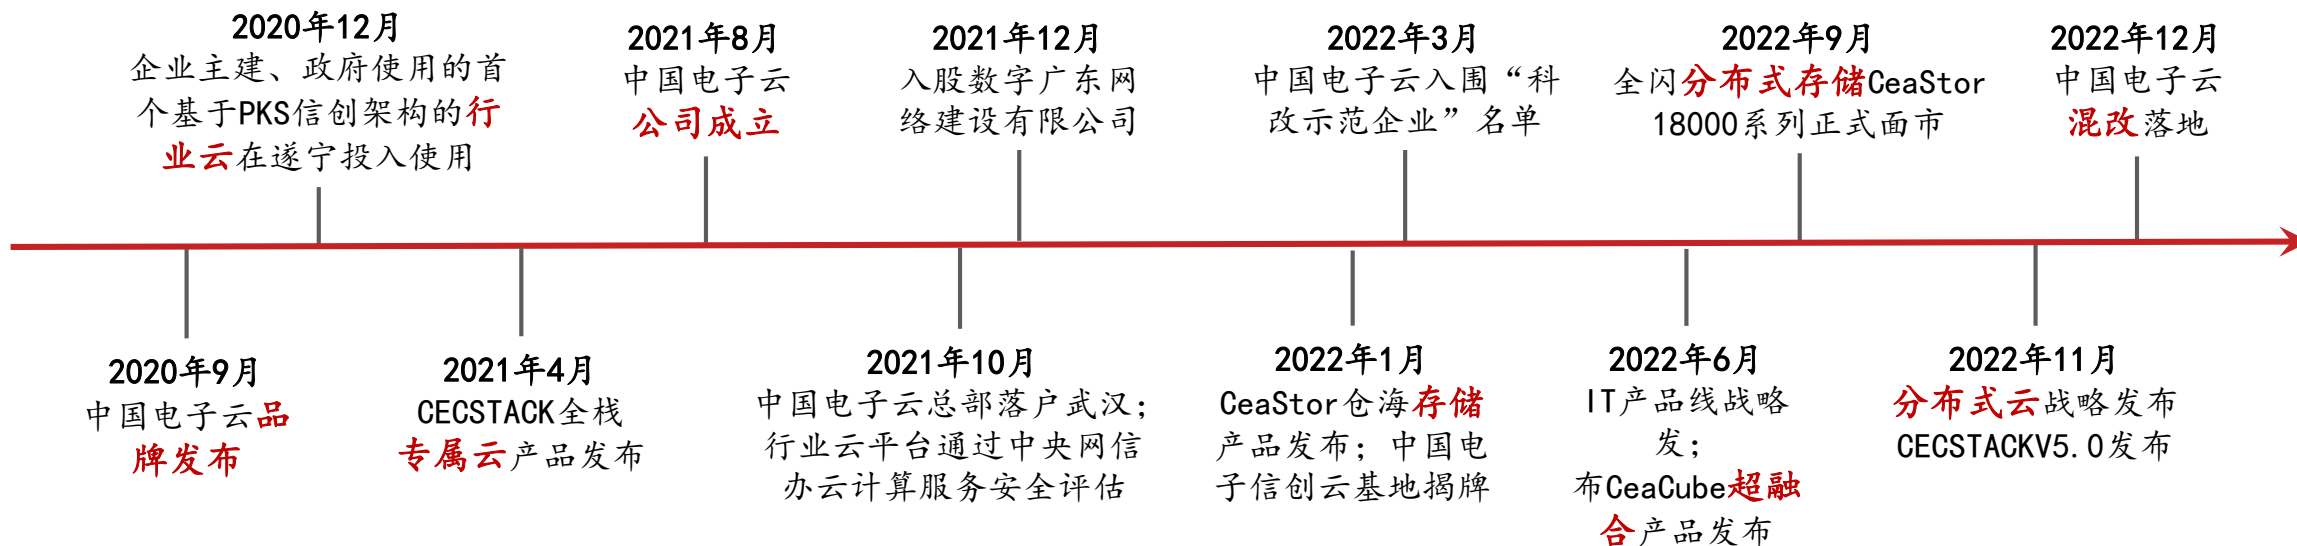 2020年12月
企业主建、政府使用的首
个基于PKS信创架构的行
业云在遂宁投入使用
2021年8月
中国电子云
公司成立
2021年12月
入股数字广东网
络建设有限公司
2022年3月
中国电子云入围“科
改示范企业”名单
2022年9月
全闪分布式存储CeaStor
18000系列正式面市
2022年12月
中国电子云
混改落地
2020年9月
中国电子云品
牌发布
2021年4月
CECSTACK全栈
专属云产品发布
2021年10月
中国电子云总部落户武汉；
行业云平台通过中央网信
办云计算服务安全评估
2022年1月
CeaStor仓海存储
产品发布；中国电
子信创云基地揭牌
2022年6月
IT产品线战略
发；
布CeaCube超融
合产品发布
2022年11月
分布式云战略发布
CECSTACKV5.0发布